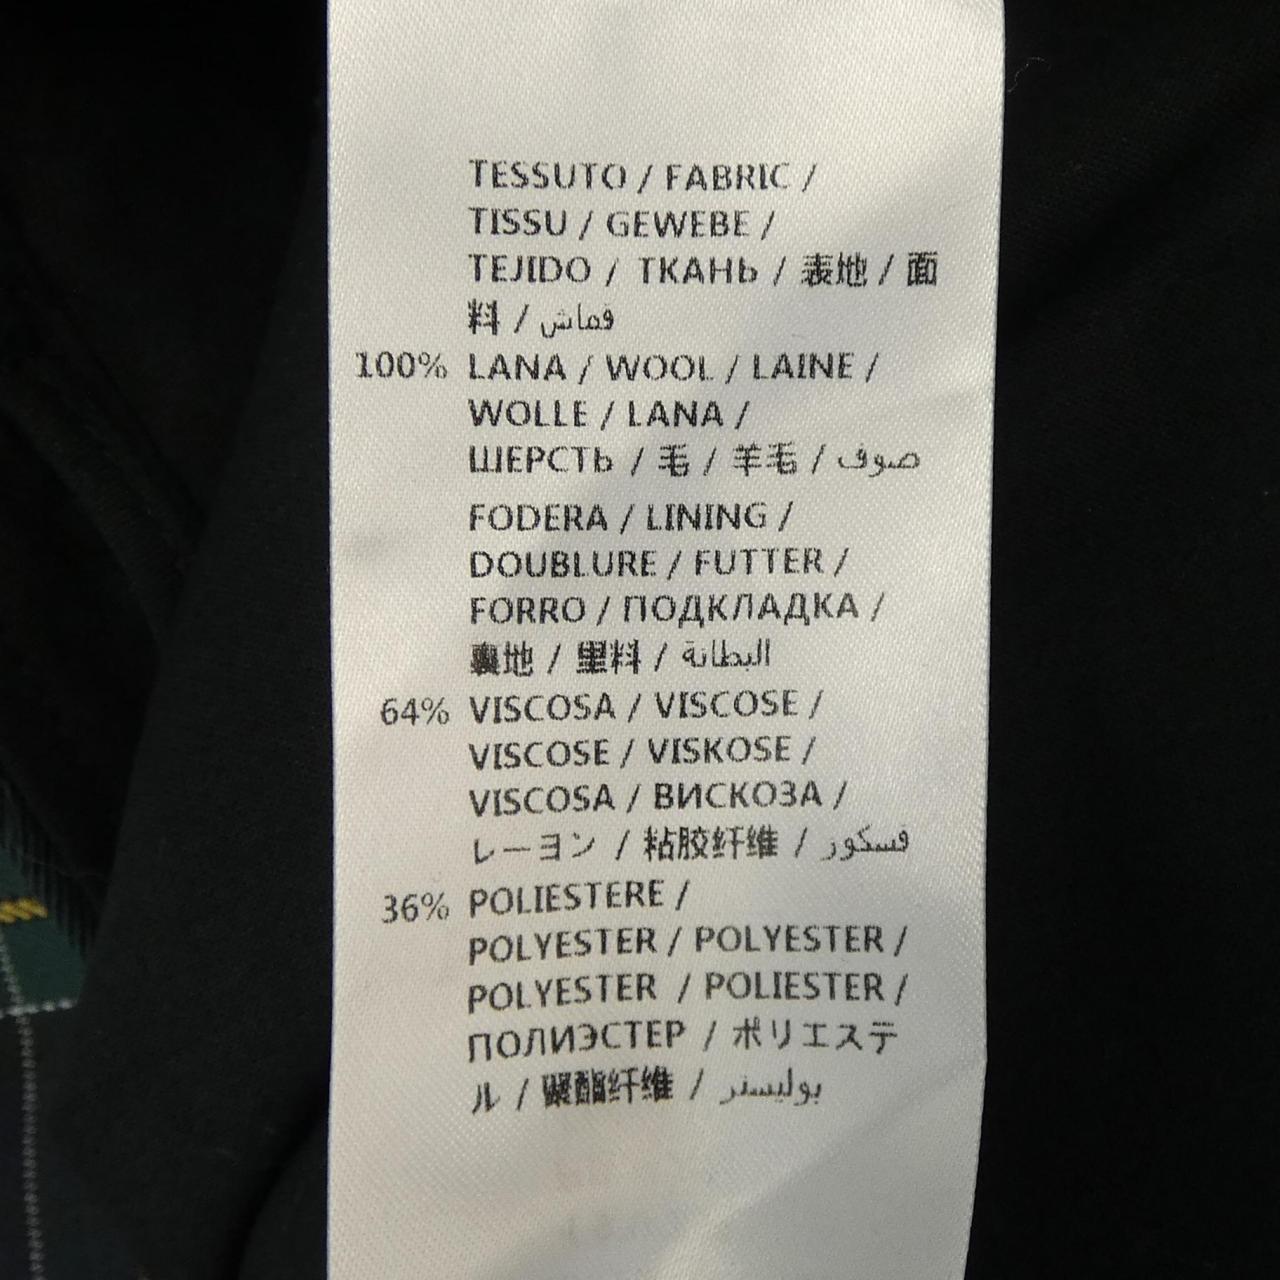 TESSUTO / FABRIC /
TISSU / GEWEBE /
TEJIDO / ТКАНЬ / 表地 / 面
料 / قماش
100% LANA / WOOL / LAINE /
WOLLE / LANA /
ШЕРСТЬ / 毛 / 羊毛 / صوف
FODERA / LINING /
DOUBLURE / FUTTER /
FORRO / ПОДКЛАДКА /
裏地 / 里料 / البطانة
64% VISCOSA / VISCOSE /
VISCOSE / VISKOSE /
VISCOSA / ВИСКОЗА /
レーヨン / 粘胶纤维 / فسكوز
36% POLIESTERE /
POLYESTER / POLYESTER /
POLYESTER / POLIESTER /
ПОЛИЭСТЕР / ポリエステ
ル / 聚酯纤维 / بوليستر